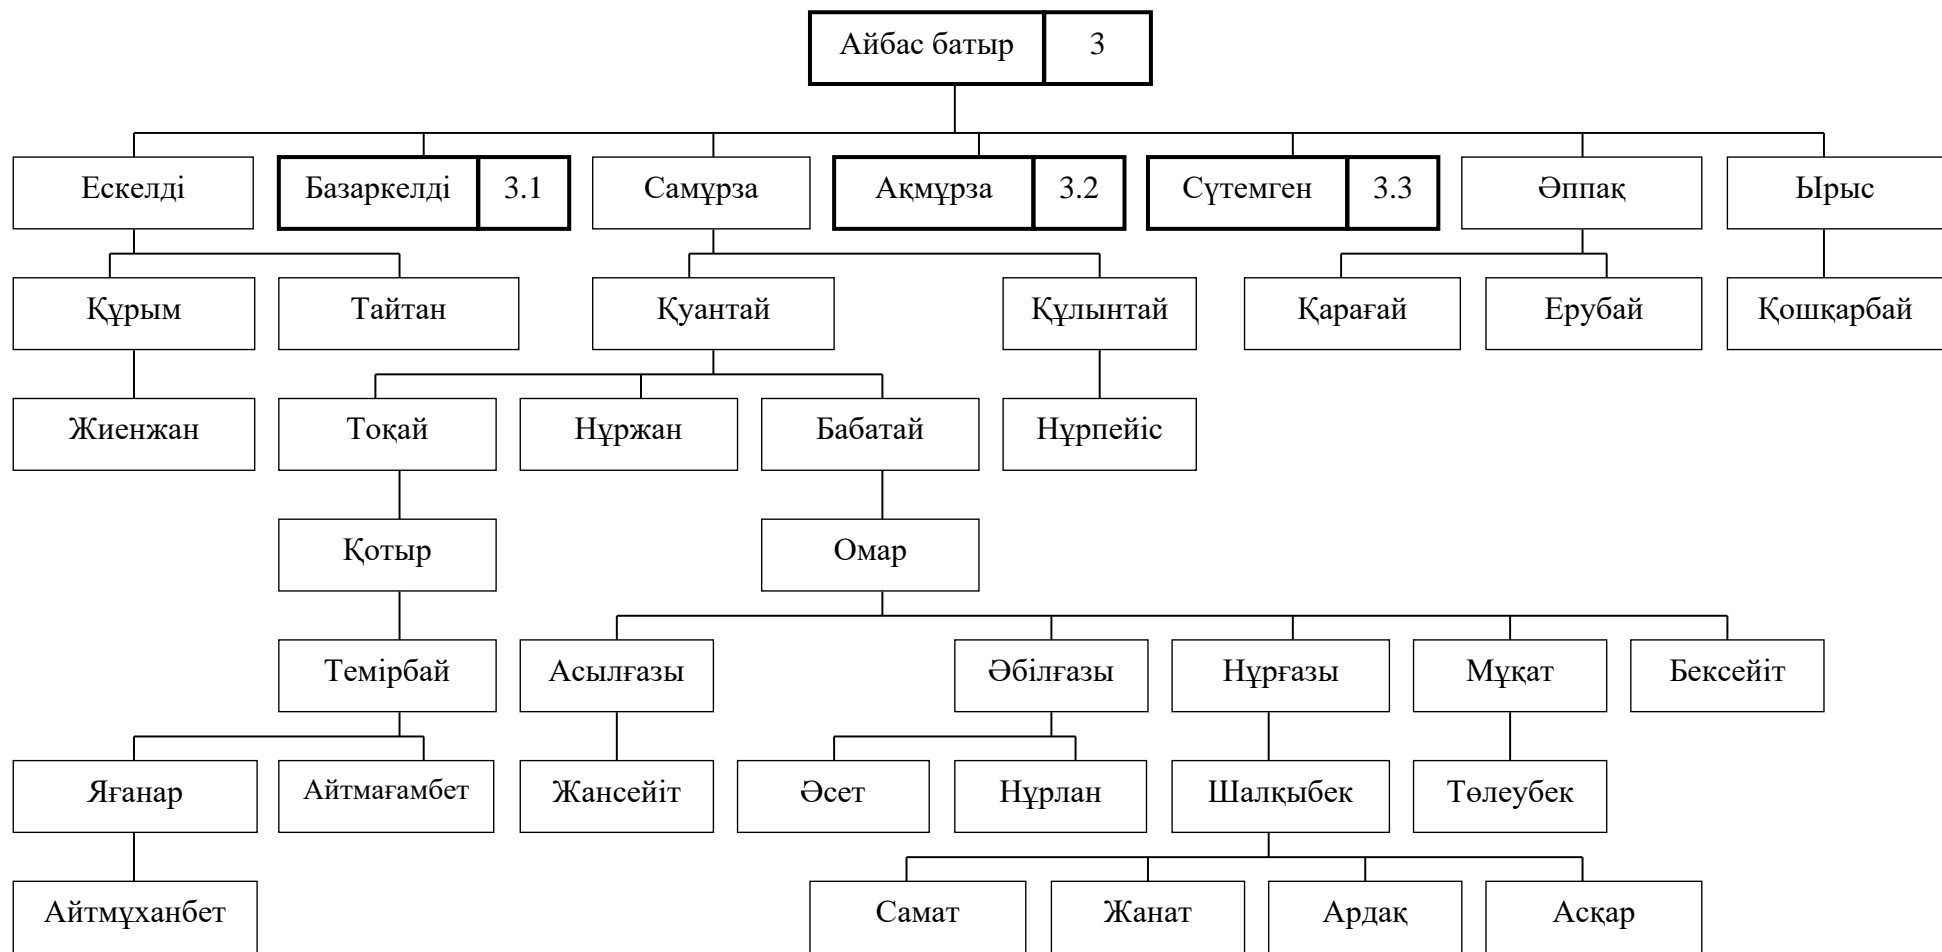 Айбас батыр 3
Ескелді Базаркелді 3.1 Самұрза Ақмұрза 3.2 Сүтемген 3.3 Әппақ Ырыс
Құрым Тайтан Қуантай Құлынтай Қарағай Ерубай Қошқарбай
Жиенжан Тоқай Нұржан Бабатай Нұрпейіс
Қотыр Омар
Темірбай Асылғазы Әбілғазы Нұрғазы Мұқат Бексейіт
Яғанар Айтмағамбет Жансейіт Әсет Нұрлан Шалқыбек Төлеубек
Айтмұханбет Самат Жанат Ардақ Асқар